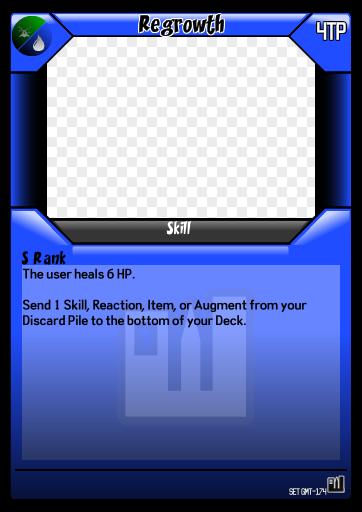 Regrowth
4TP
Skill
S Rank
The user heals 6 HP.
Send 1 Skill, Reaction, Item, or Augment from your
Discard Pile to the bottom of your Deck.
SET GMT-174